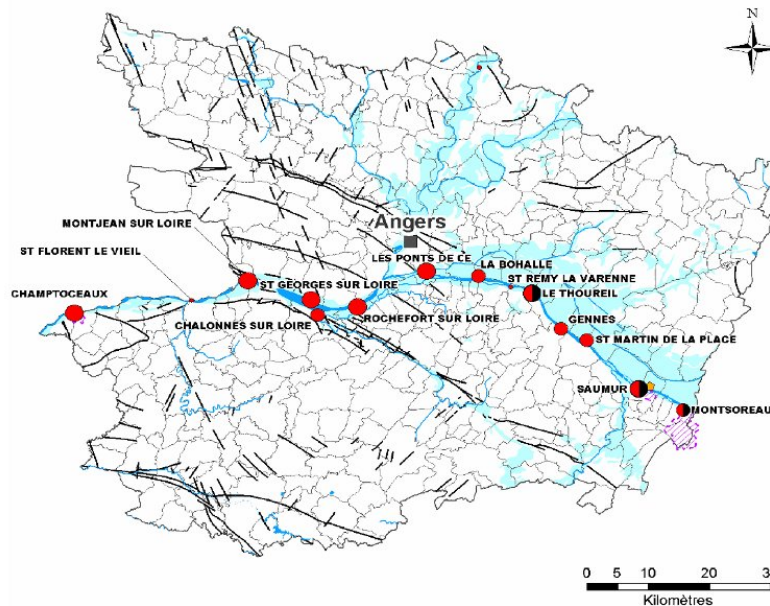 N
MONTJEAN SUR LOIRE
Angers
ST FLORENT LE VIEIL
LES PONTS DE CE
LA BOHALLE
ST GEORGES SUR LOIRE
ST REMY LA VARENNE
CHAMPTOCEAUX
LE THOUREIL
ROCHEFORT SUR LOIRE
GENNES
CHALONNES SUR LOIRE
ST MARTIN DE LA PLACE
SAUMUR
MONTSOREAU
0 5 10 20
Kilomètres